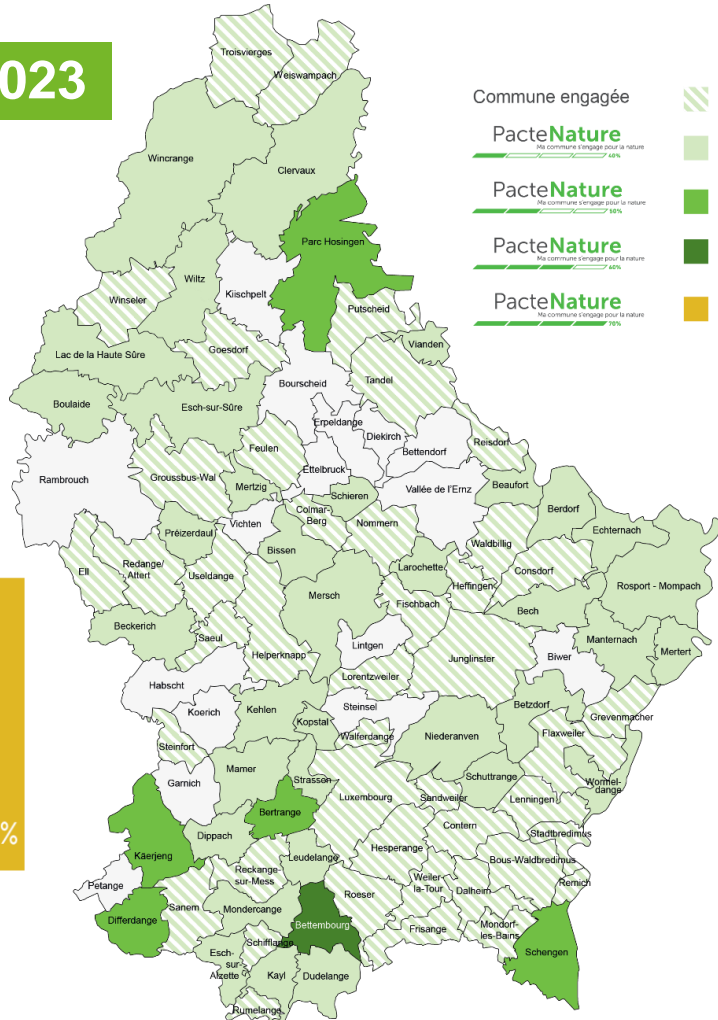 023
Commune engagée
PacteNature
Ma commune s'engage pour la nature
40%
PacteNature
Ma commune s'engage pour la nature
50%
PacteNature
Ma commune s'engage pour la nature
60%
PacteNature
Ma commune s'engage pour la nature
70%
Troisvierges
Weiswampach
Wincrange
Clervaux
Parc Hosingen
Wiltz
Kiischpelt
Winseler
Putscheid
Goesdorf
Vianden
Lac de la Haute Sûre
Tandel
Bourscheid
Boulaide
Esch-sur-Sûre
Erpeldange
Diekirch
Reisdorf
Feulen
Bettendorf
Ettelbruck
Rambrouch
Groussbus-Wal
Mertzig
Vallée de l'Ernz
Beaufort
Schieren
Berdorf
Colmar-
Berg
Vichten
Nommern
Echternach
Préizerdaul
Waldbillig
Bissen
Redange/
Attert
Ell
Useldange
Larochette
Consdorf
Heffingen
Rosport - Mompach
Mersch
Fischbach
Bech
Beckerich
Saeul
Manternach
Lintgen
Mertert
Helperknapp
Junglinster
Biwer
Lorentzweiler
Habscht
Koerich
Kehlen
Steinsel
Betzdorf
Grevenmacher
Kopstal
Walferdange
Niederanven
Flaxweiler
Steinfort
Mamer
Strassen
Schuttrange
Garnich
Wormel-
dange
Luxembourg
Sandweiler
Lenningen
Bertrange
Contern
%
Dippach
Stadtbredimus
Käerjeng
Hesperange
Leudelange
Bous-Waldbredimus
Reckange-
sur-Mess
Weiler-
la-Tour
Petange
Remich
Dalheim
Sanem
Mondercange
Roeser
Differdange
Bettembourg
Mondorf-
les-Bains
Frisange
Schifflange
Esch-
sur-
Alzette
Schengen
Kayl
Dudelange
Rumelange